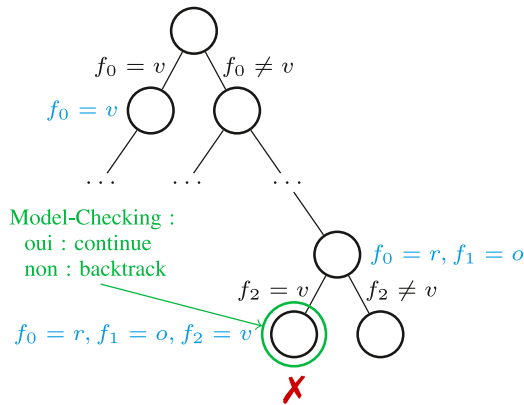 f₀ = v
f₀ ≠ v
f₀ = v
... ... ...
Model-Checking :
oui : continue
non : backtrack
f₀ = r, f₁ = o
f₂ = v
f₂ ≠ v
f₀ = r, f₁ = o, f₂ = v
✗